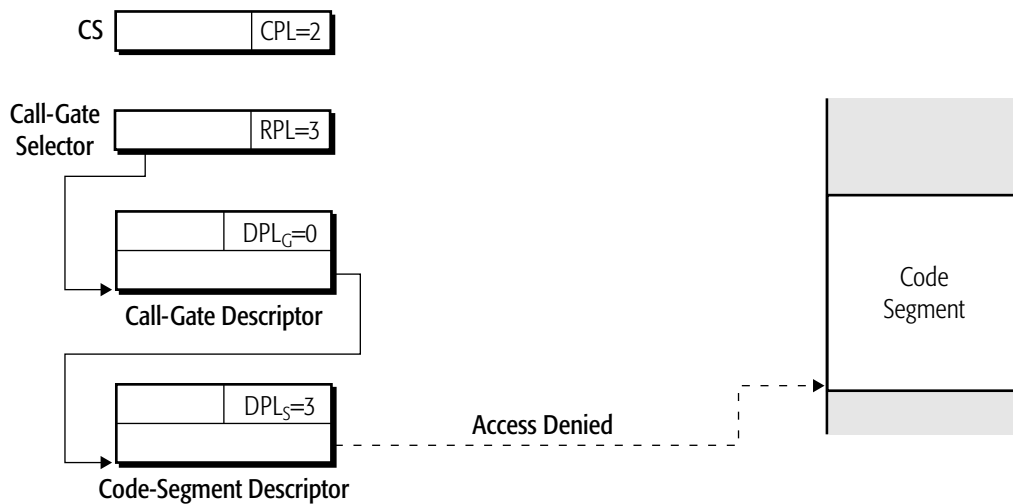 CS
CPL=2
Call-Gate
Selector
RPL=3
DPLG=0
Call-Gate Descriptor
DPLS=3
Code-Segment Descriptor
Access Denied
Code
Segment